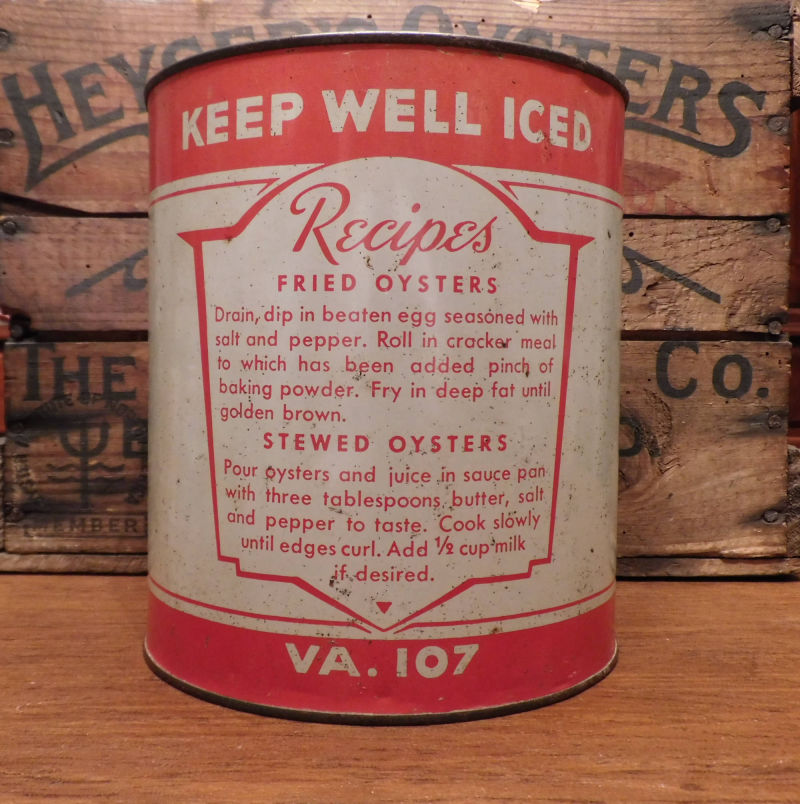 HEYSER'S OYSTERS
KEEP WELL ICED
Recipes
FRIED OYSTERS
Drain, dip in beaten egg seasoned with
salt and pepper. Roll in cracker meal
to which has been added pinch of
baking powder. Fry in deep fat until
golden brown.
STEWED OYSTERS
Pour oysters and juice in sauce pan
with three tablespoons butter, salt
and pepper to taste. Cook slowly
until edges curl. Add ½ cup milk
if desired.
VA. 107
THE
Co.
MEMBER